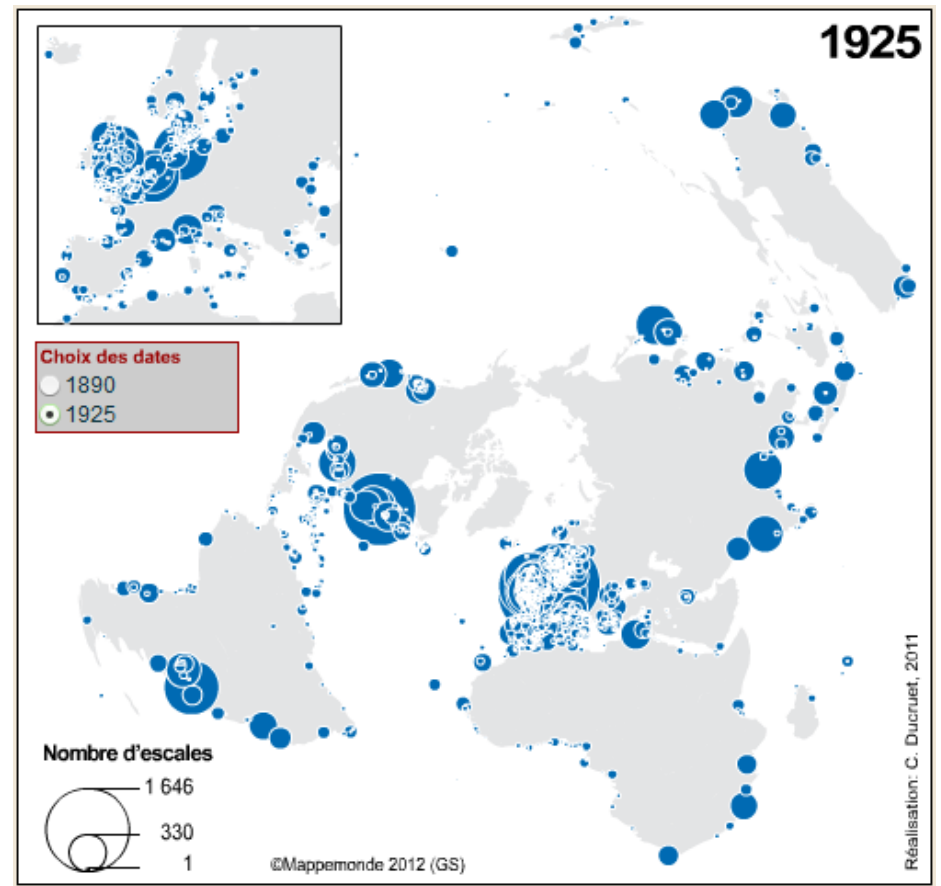 1925
Choix des dates
1890
1925
Nombre d'escales
1 646
330
1
©Mappemonde 2012 (GS)
Réalisation: C. Ducruet, 2011